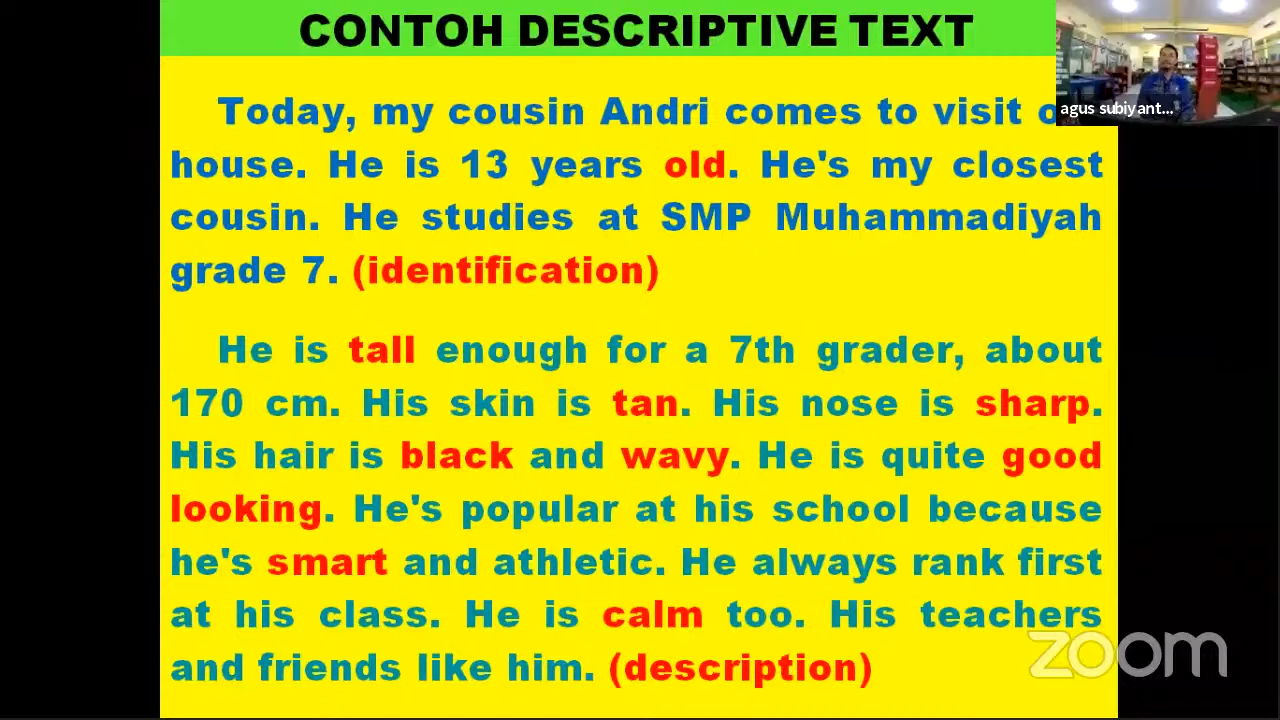 CONTOH DESCRIPTIVE TEXT
agus subiyant...
Today, my cousin Andri comes to visit
house. He is 13 years old. He's my closest
cousin. He studies at SMP Muhammadiyah
grade 7. (identification)
He is tall enough for a 7th grader, about
170 cm. His skin is tan. His nose is sharp.
His hair is black and wavy. He is quite good
looking. He's popular at his school because
he's smart and athletic. He always rank first
at his class. He is calm too. His teachers
and friends like him. (description)
zoom